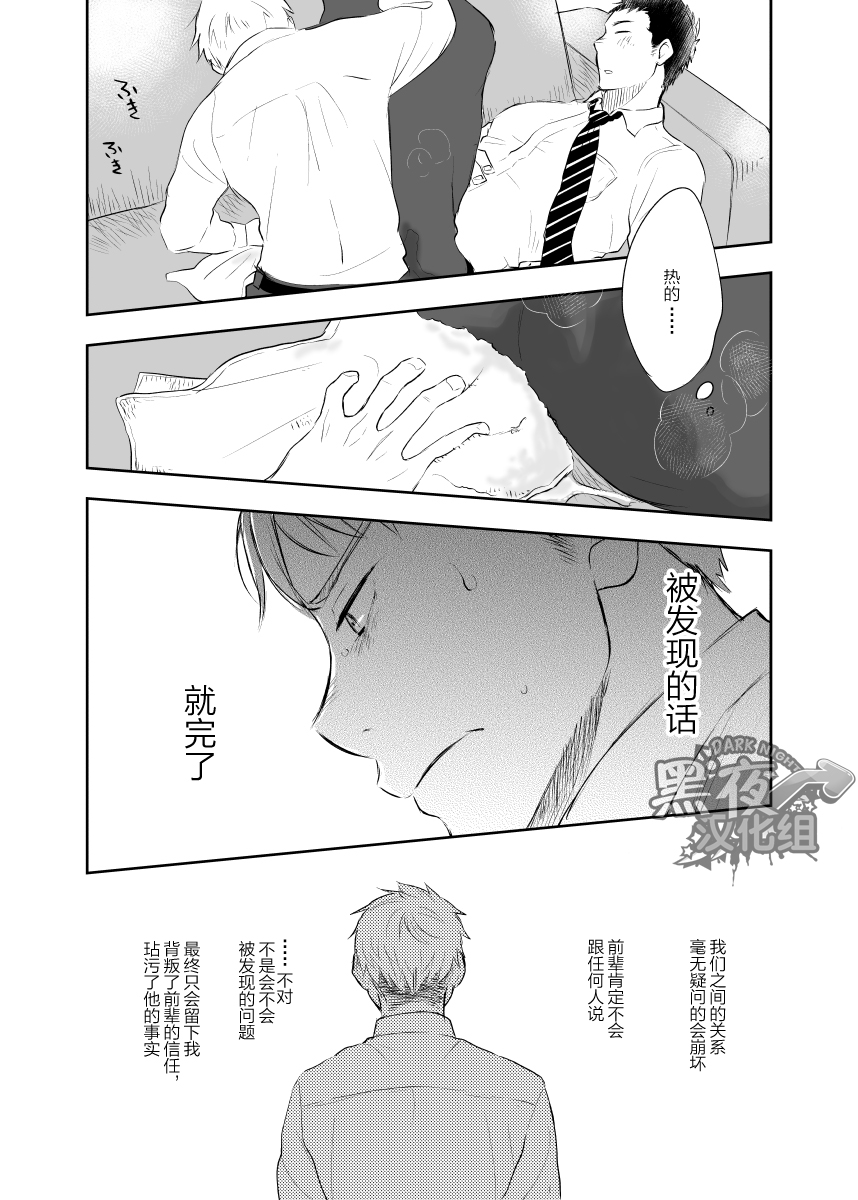 ふき
ふき
热的……
被发现的话
就完了
DARK NIGHT
黑夜
汉化组
我们之间的关系
毫无疑问的会崩坏
前辈肯定不会
跟任何人说
……不对
不是会不会
被发现的问题
最终只会留下我
背叛了前辈的信任，
玷污了他的事实